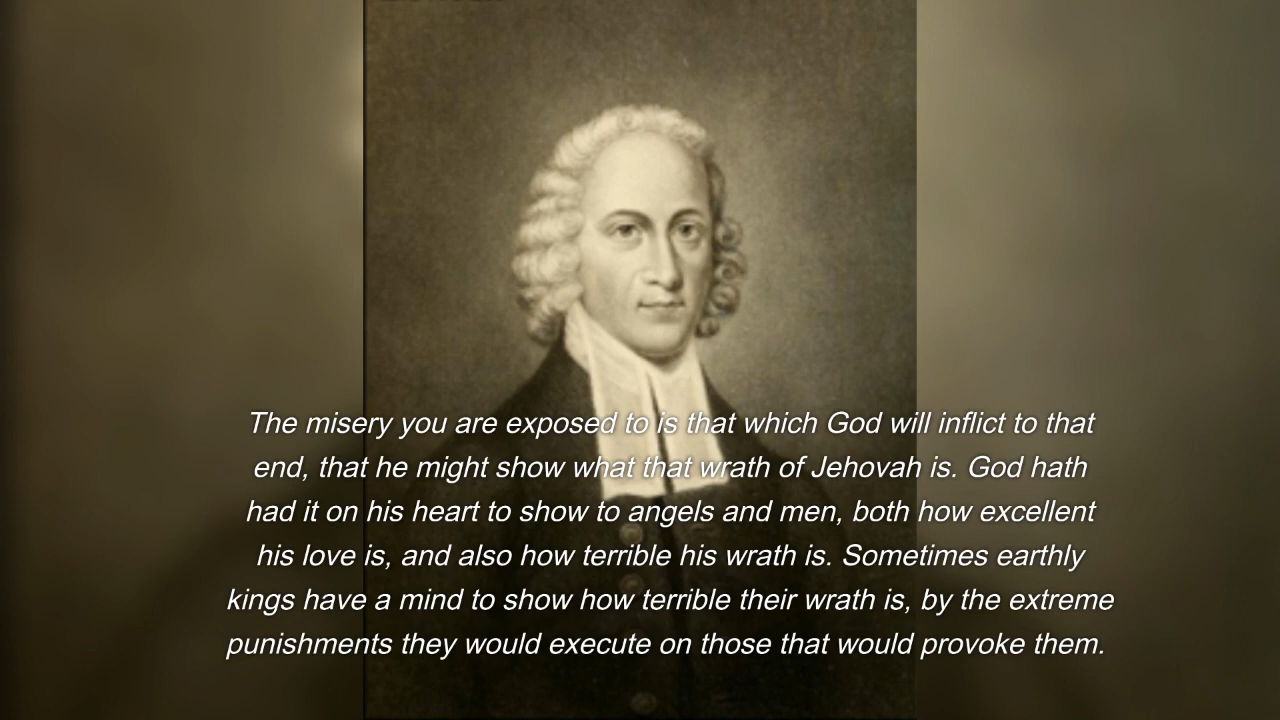 The misery you are exposed to is that which God will inflict to that
end, that he might show what that wrath of Jehovah is. God hath
had it on his heart to show to angels and men, both how excellent
his love is, and also how terrible his wrath is. Sometimes earthly
kings have a mind to show how terrible their wrath is, by the extreme
punishments they would execute on those that would provoke them.